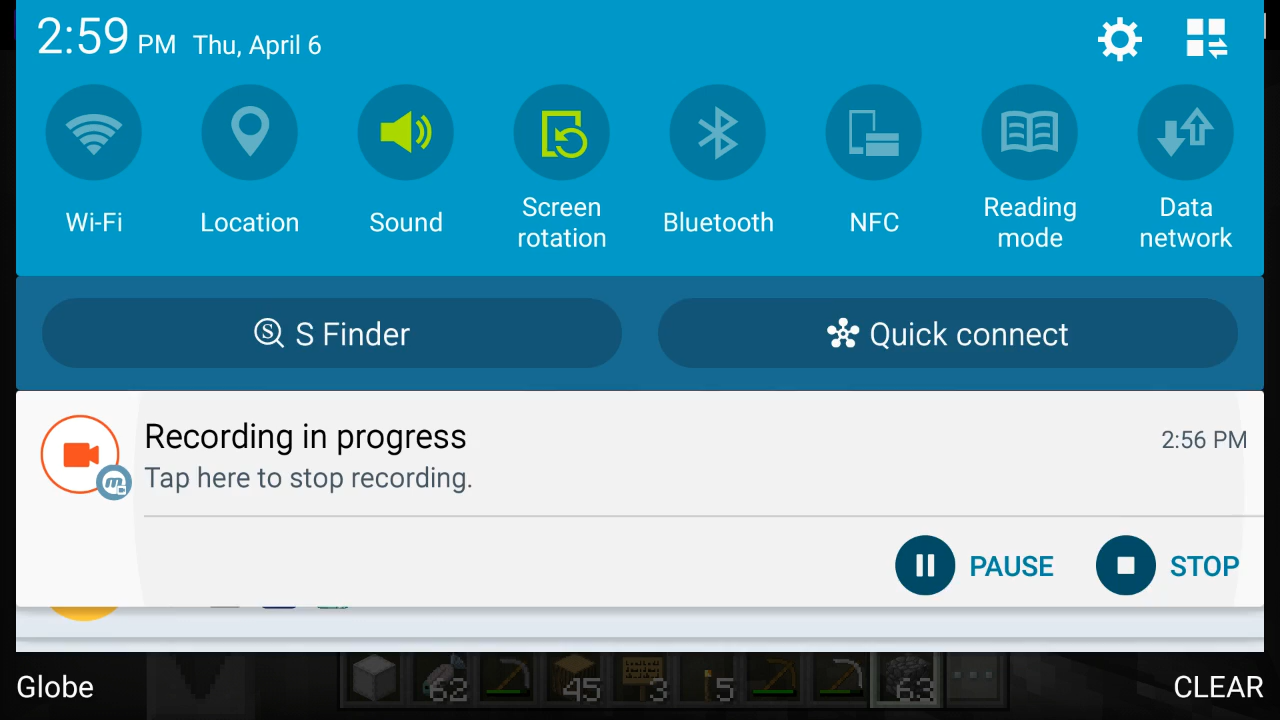 2:59 PM Thu, April 6
Wi-Fi
Location
Sound
Screen
rotation
Bluetooth
NFC
Reading
mode
Data
network
S Finder
Quick connect
Recording in progress
2:56 PM
Tap here to stop recording.
PAUSE
STOP
Globe
62
45
3
5
63
CLEAR